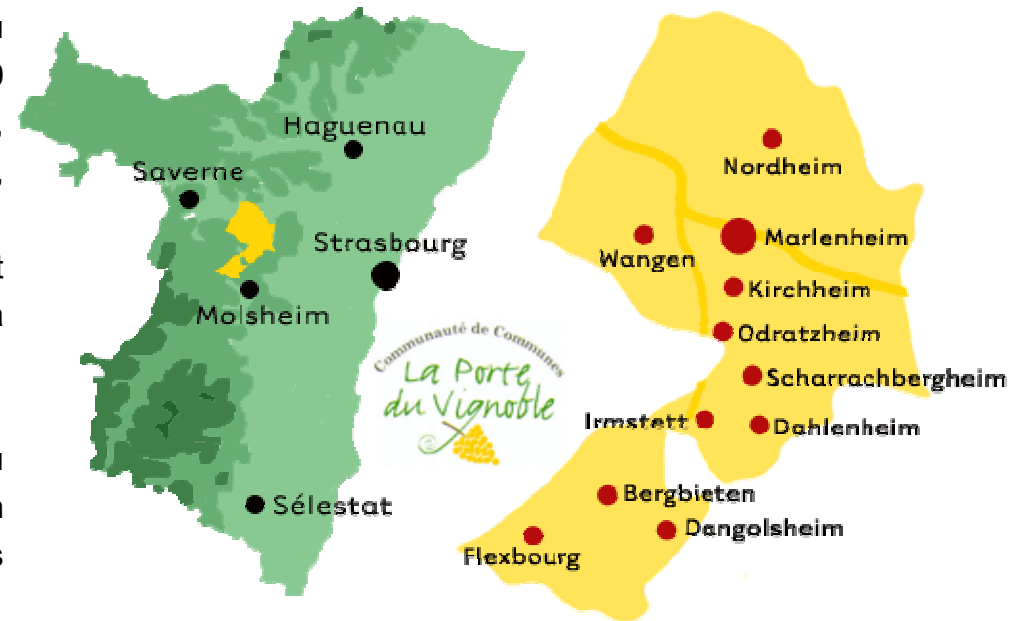 Haguenau
Saverne
Strasbourg
Molsheim
Sélestat
Communauté de Communes
La Porte
du Vignoble
Nordheim
Marlenheim
Wangen
Kirchheim
Odratzheim
Scharrachbergheim
Irmstett
Dahlenheim
Bergbieten
Dangolsheim
Flexbourg